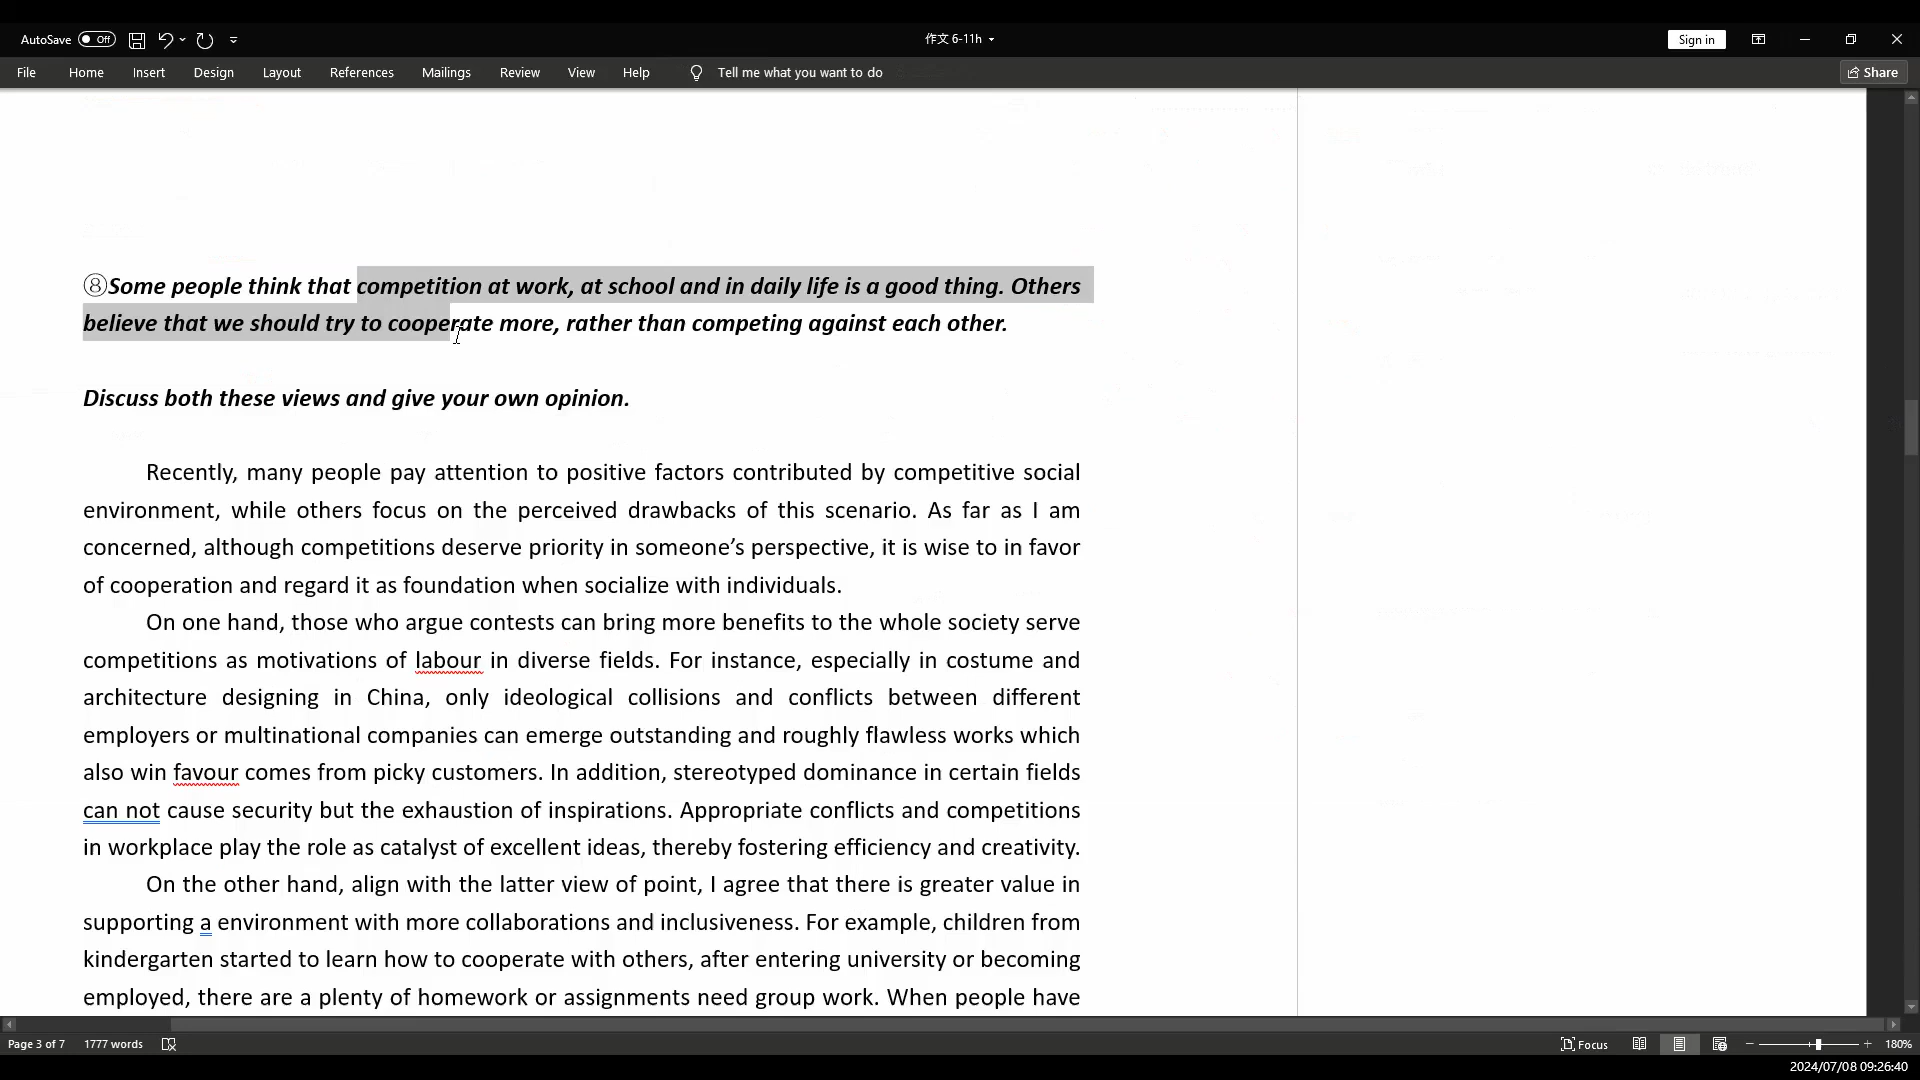 AutoSave Off 作文 6-11h Sign in
File Home Insert Design Layout References Mailings Review View Help Tell me what you want to do Share
⑧Some people think that competition at work, at school and in daily life is a good thing. Others
believe that we should try to cooperate more, rather than competing against each other.
Discuss both these views and give your own opinion.
Recently, many people pay attention to positive factors contributed by competitive social
environment, while others focus on the perceived drawbacks of this scenario. As far as I am
concerned, although competitions deserve priority in someone’s perspective, it is wise to in favor
of cooperation and regard it as foundation when socialize with individuals.
On one hand, those who argue contests can bring more benefits to the whole society serve
competitions as motivations of labour in diverse fields. For instance, especially in costume and
architecture designing in China, only ideological collisions and conflicts between different
employers or multinational companies can emerge outstanding and roughly flawless works which
also win favour comes from picky customers. In addition, stereotyped dominance in certain fields
can not cause security but the exhaustion of inspirations. Appropriate conflicts and competitions
in workplace play the role as catalyst of excellent ideas, thereby fostering efficiency and creativity.
On the other hand, align with the latter view of point, I agree that there is greater value in
supporting a environment with more collaborations and inclusiveness. For example, children from
kindergarten started to learn how to cooperate with others, after entering university or becoming
employed, there are a plenty of homework or assignments need group work. When people have
Page 3 of 7 1777 words Focus 180%
2024/07/08 09:26:40